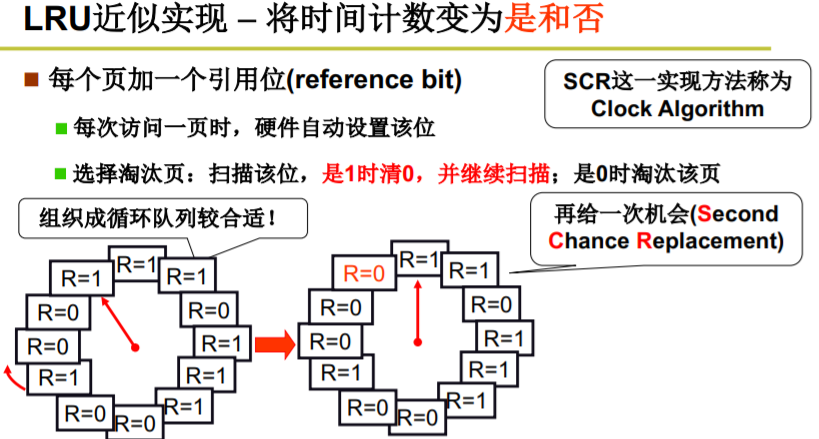 LRU近似实现 – 将时间计数变为是和否
每个页加一个引用位(reference bit)
SCR这一实现方法称为
Clock Algorithm
每次访问一页时，硬件自动设置该位
选择淘汰页：扫描该位，是1时清0，并继续扫描；是0时淘汰该页
组织成循环队列较合适！
再给一次机会(Second
Chance Replacement)
R=1
R=1
R=1
R=0
R=0
R=0
R=1
R=1
R=1
R=0
R=0
R=1
R=0
R=1
R=1
R=0
R=0
R=0
R=1
R=1
R=1
R=0
R=0
R=1